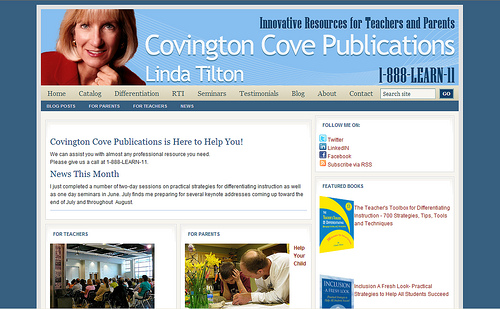 Innovative Resources for Teachers and Parents
Covington Cove Publications
Linda Tilton
1-888-LEARN-11
Home Catalog Differentiation RTI Seminars Testimonials Blog About Contact Search site GO
BLOG POSTS FOR PARENTS FOR TEACHERS NEWS
Covington Cove Publications is Here to Help You!
We can assist you with almost any professional resource you need.
Please give us a call at 1-888-LEARN-11.
News This Month
I just completed a number of two-day sessions on practical strategies for differentiating instruction as well
as one day seminars in June. July finds me preparing for several keynote addresses coming up toward the
end of July and throughout August.
FOR TEACHERS
FOR PARENTS
Help
Your
Child
FOLLOW ME ON:
Twitter
LinkedIN
Facebook
Subscribe via RSS
FEATURED BOOKS
The Teacher's Toolbox for Differentiating
Instruction - 700 Strategies, Tips, Tools
and Techniques
INCLUSION
A FRESH LOOK
Inclusion A Fresh Look- Practical
Strategies to Help All Students Succeed